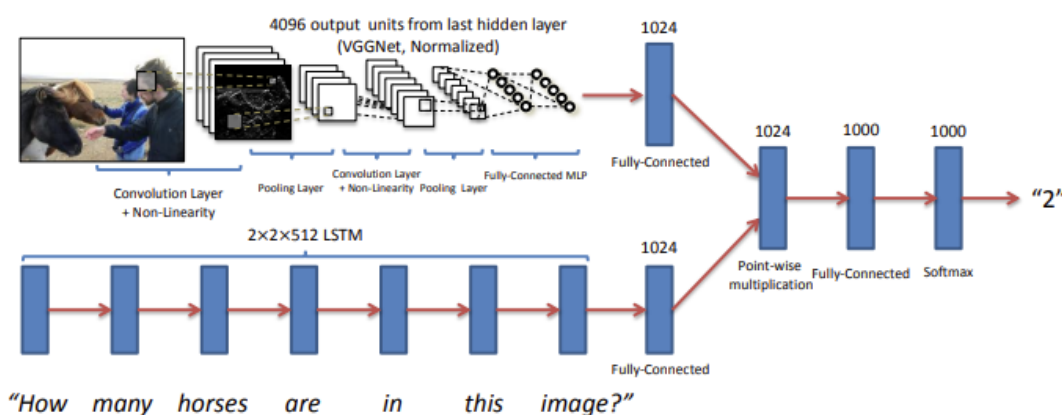 4096 output units from last hidden layer
(VGGNet, Normalized)
1024
Fully-Connected
Convolution Layer
+ Non-Linearity
Pooling Layer
Convolution Layer
+ Non-Linearity
Pooling Layer
Fully-Connected MLP
2×2×512 LSTM
1024
Fully-Connected
1024
Point-wise
multiplication
1000
Fully-Connected
1000
Softmax
“2”
“How many horses are in this image?”